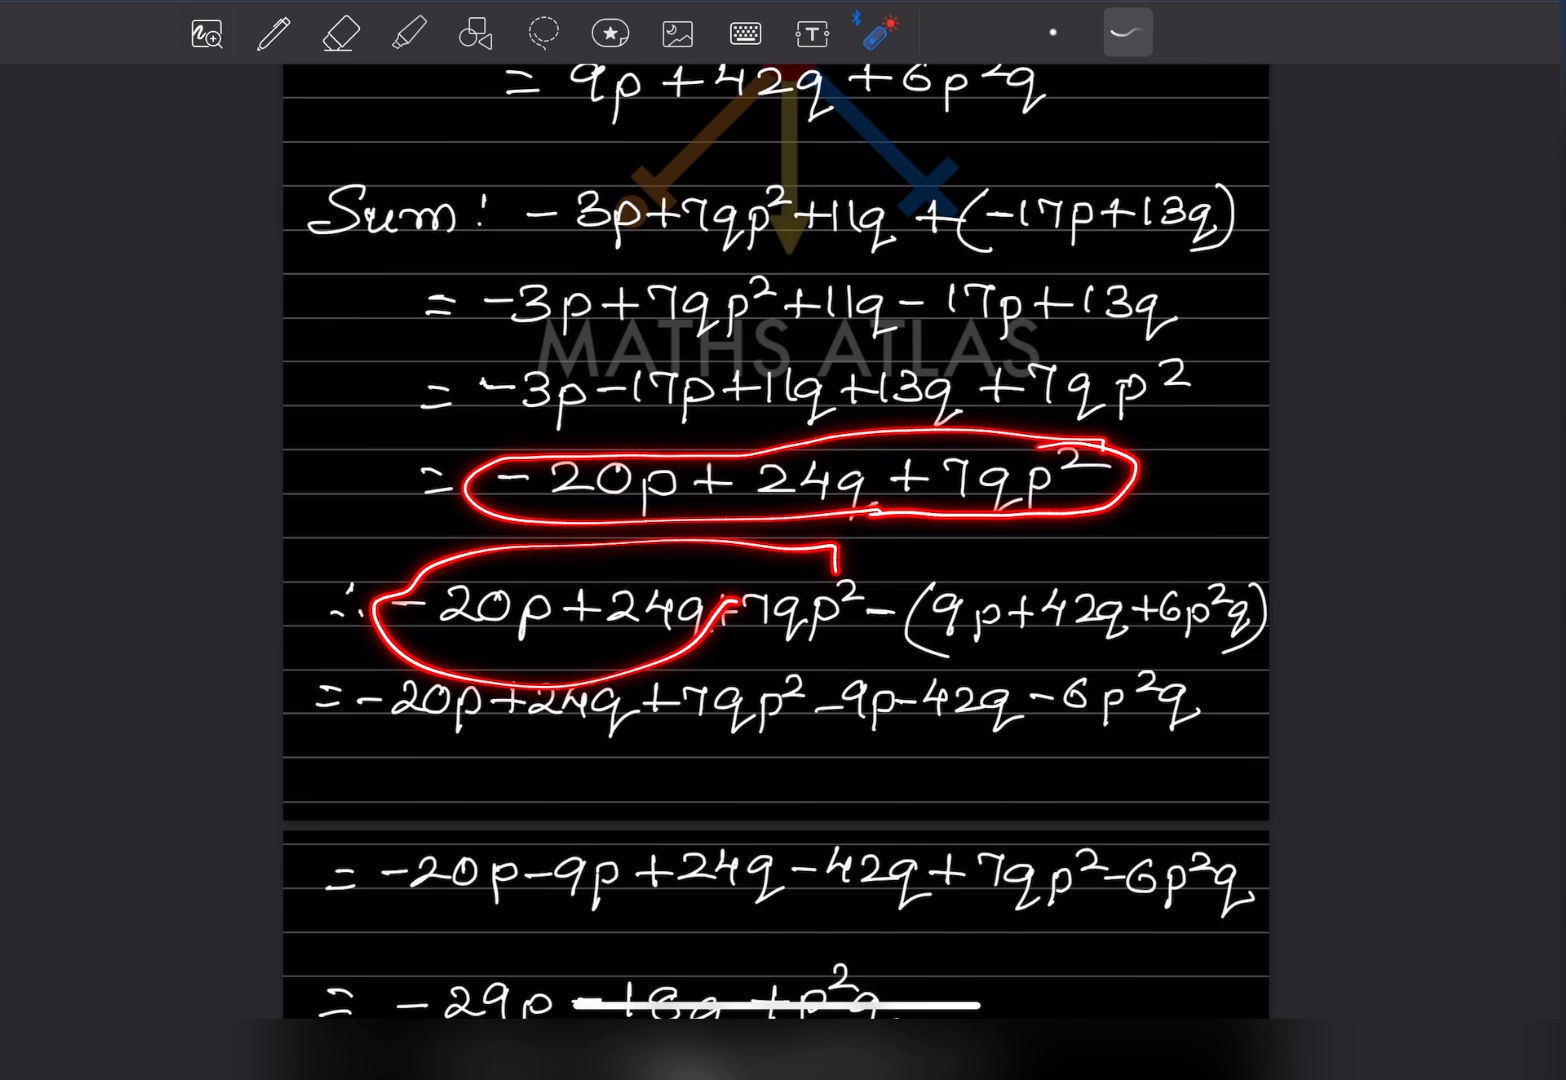 = 9p + 42q + 6p²q
Sum: -3p+7qp²+11q +(-17p+13q)
= -3p+7qp²+11q-17p+13q
MATHS ATLAS
= -3p-17p+11q+13q+7qp²
= -20p+24q+7qp²
∴ -20p+24q+7qp²-(9p+42q+6p²q)
= -20p+24q+7qp²-9p-42q-6p²q
= -20p-9p+24q-42q+7qp²-6p²q
= -29p-18q+p²q